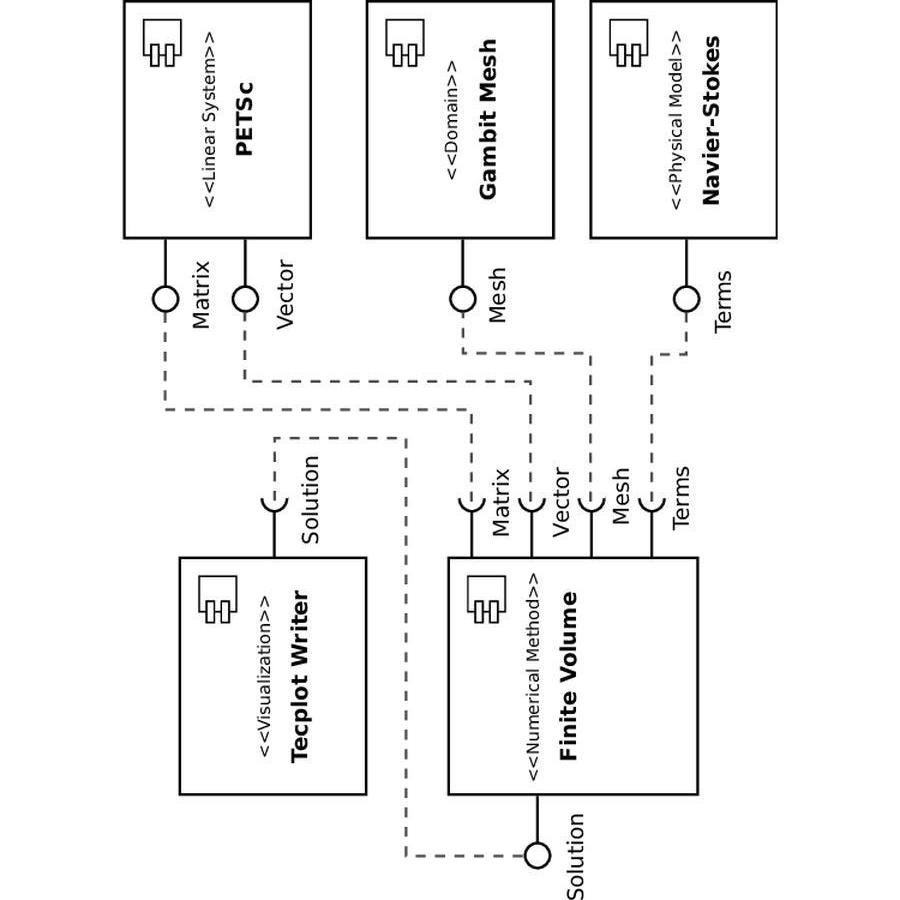 <<Linear System>>
PETSc
Matrix
Vector
<<Domain>>
Gambit Mesh
Mesh
<<Physical Model>>
Navier-Stokes
Terms
<<Visualization>>
Tecplot Writer
Solution
<<Numerical Method>>
Finite Volume
Matrix
Vector
Mesh
Terms
Solution